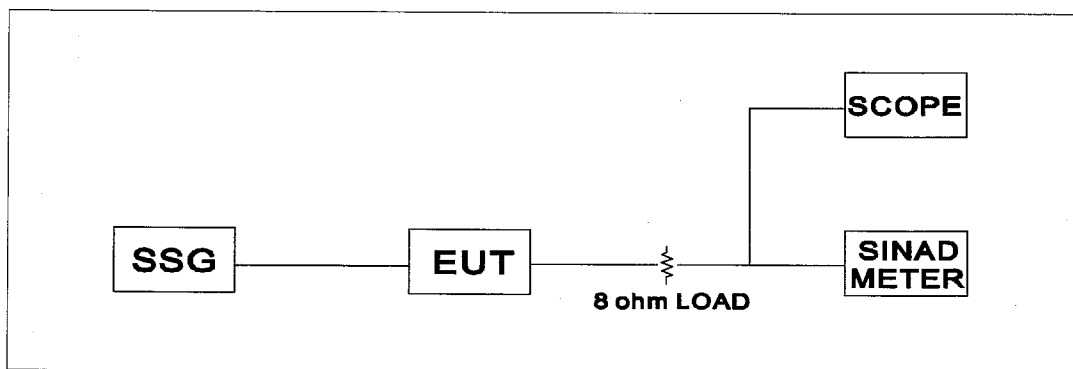 SCOPE
SSG
EUT
8 ohm LOAD
SINAD
METER